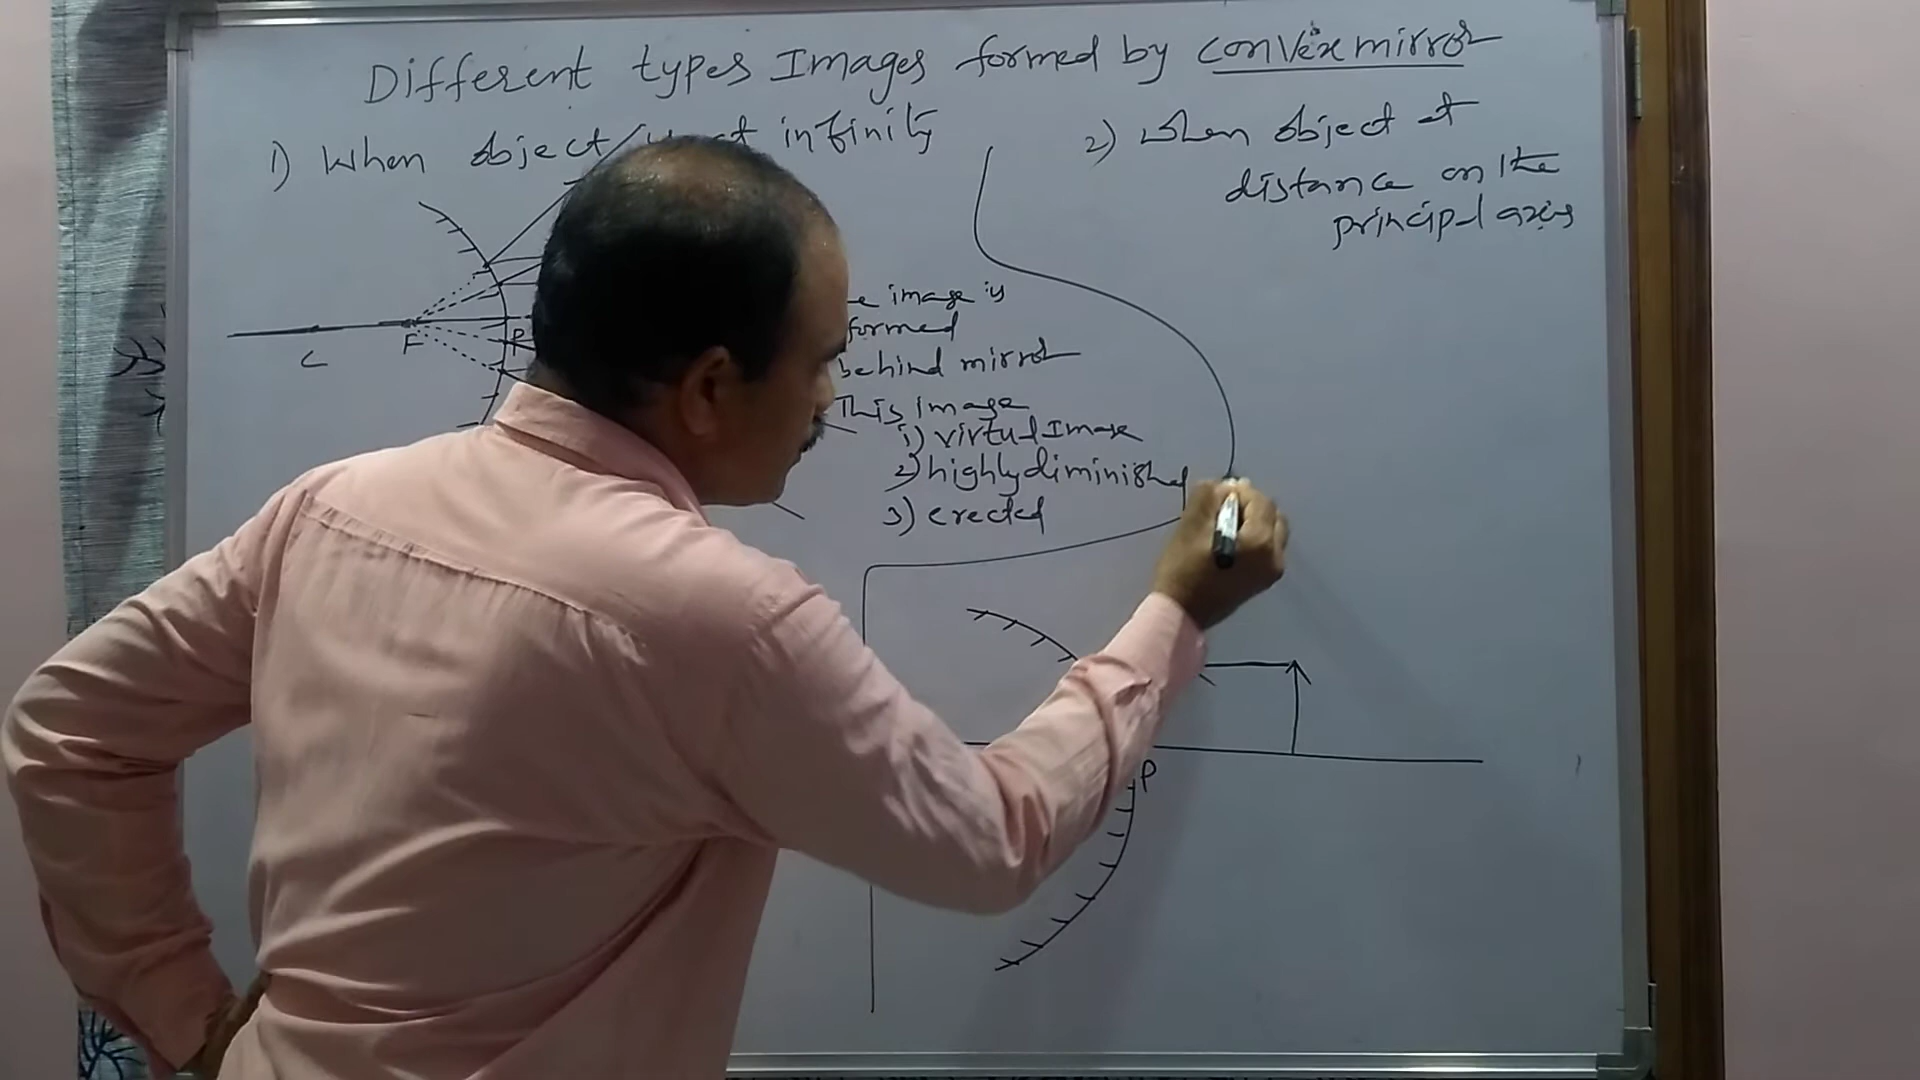 Different types Images formed by convex mirror
1) When object at infinity
C
F
P
image is
formed
behind mirror
This image
1) virtual Image
2) highly diminished
3) erected
2) when object at
distance on the
principal axis
P